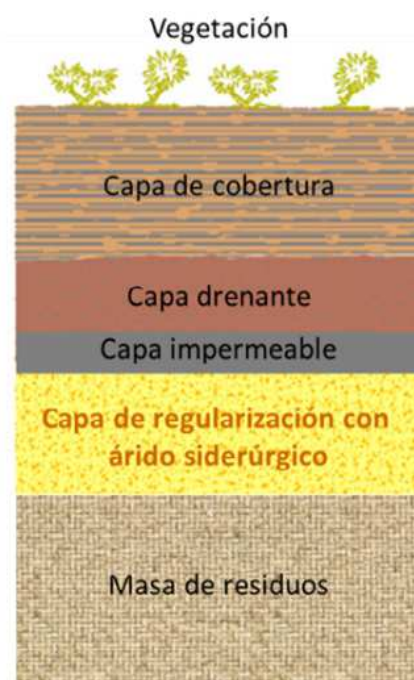 Vegetación
Capa de cobertura
Capa drenante
Capa impermeable
Capa de regularización con
árido siderúrgico
Masa de residuos